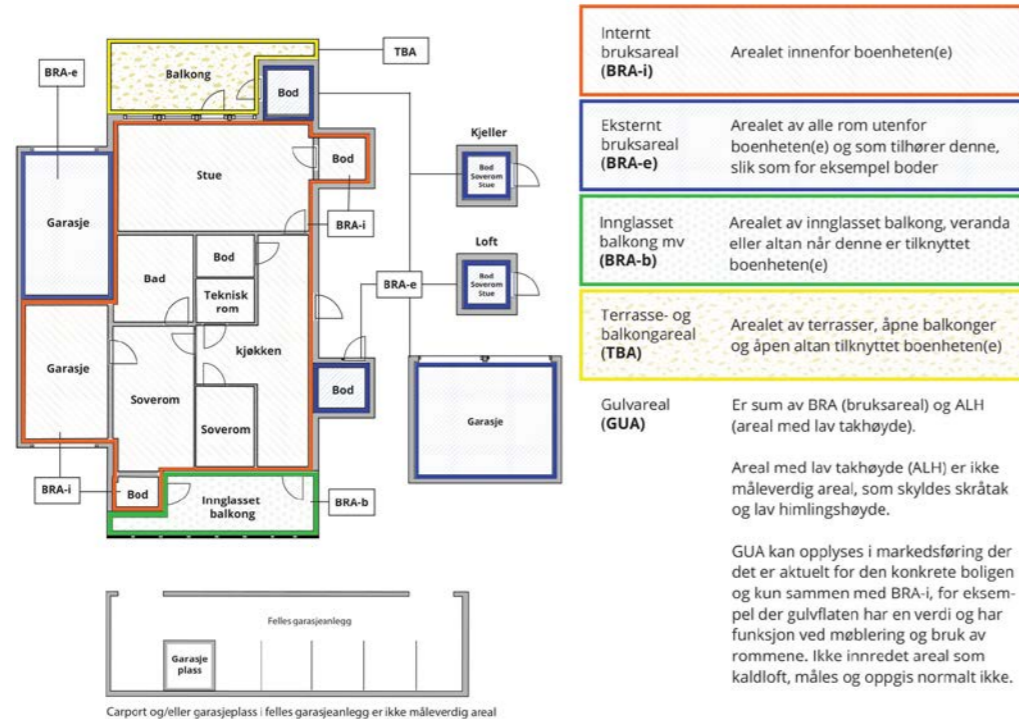 TBA
BRA-e
Balkong
Bod
Kjeller
Bod
Soverom
Stue
Stue
Bod
Garasje
BRA-i
Loft
Bod
Soverom
Stue
Bad
Bod
Teknisk
rom
BRA-e
kjøkken
Garasje
Soverom
Bod
Garasje
Soverom
BRA-i
Bod
Innglasset
balkong
BRA-b
Felles garasjeanlegg
Garasje
plass
Carport og/eller garasjeplass i felles garasjeanlegg er ikke måleverdig areal
Internt
bruksareal
(BRA-i)
Arealet innenfor boenheten(e)
Eksternt
bruksareal
(BRA-e)
Arealet av alle rom utenfor
boenheten(e) og som tilhører denne,
slik som for eksempel boder
Innglasset
balkong mv
(BRA-b)
Arealet av innglasset balkong, veranda
eller altan når denne er tilknyttet
boenheten(e)
Terrasse- og
balkongareal
(TBA)
Arealet av terrasser, åpne balkonger
og åpen altan tilknyttet boenheten(e)
Gulvareal
(GUA)
Er sum av BRA (bruksareal) og ALH
(areal med lav takhøyde).
Areal med lav takhøyde (ALH) er ikke
måleverdig areal, som skyldes skråtak
og lav himlingshøyde.
GUA kan opplyses i markedsføring der
det er aktuelt for den konkrete boligen
og kun sammen med BRA-i, for eksem-
pel der gulvflaten har en verdi og har
funksjon ved møblering og bruk av
rommene. Ikke innredet areal som
kaldloft, måles og oppgis normalt ikke.